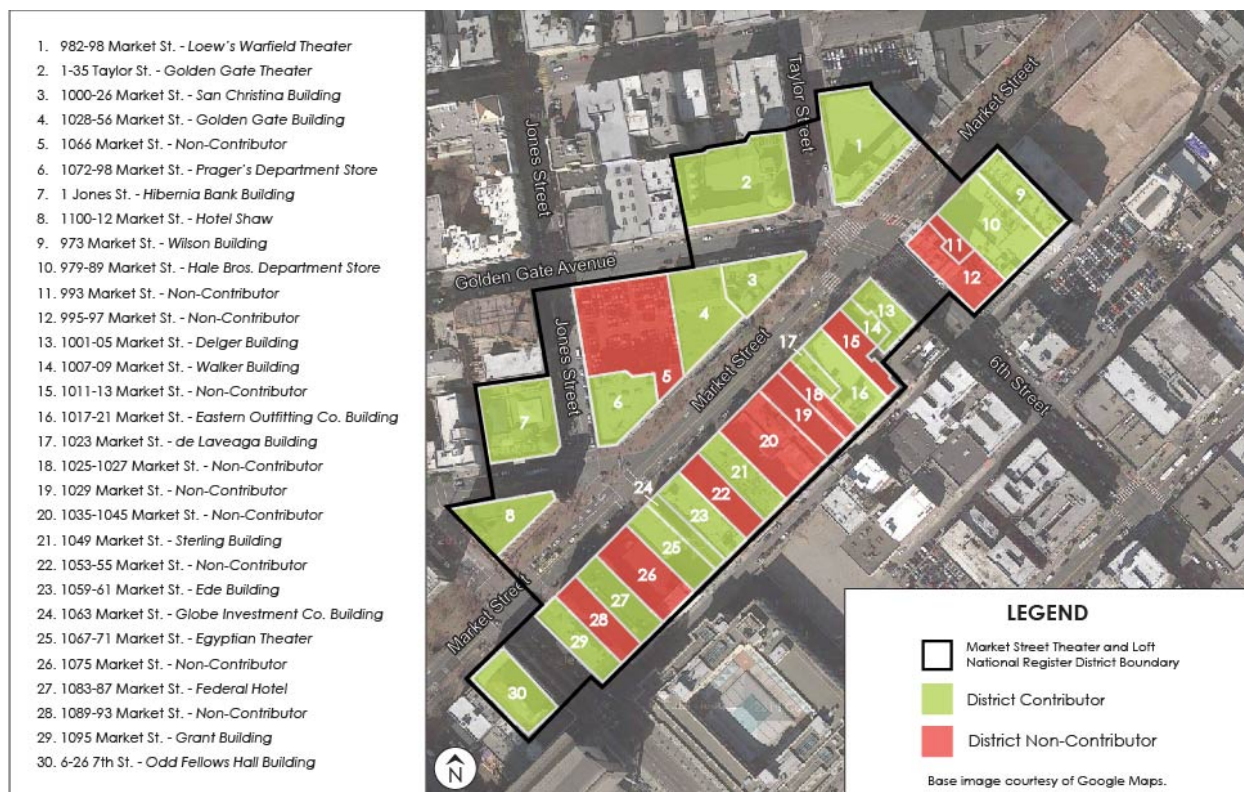 1. 982-98 Market St. - Loew's Warfield Theater
2. 1-35 Taylor St. - Golden Gate Theater
3. 1000-26 Market St. - San Christina Building
4. 1028-56 Market St. - Golden Gate Building
5. 1066 Market St. - Non-Contributor
6. 1072-98 Market St. - Prager's Department Store
7. 1 Jones St. - Hibernia Bank Building
8. 1100-12 Market St. - Hotel Shaw
9. 973 Market St. - Wilson Building
10. 979-89 Market St. - Hale Bros. Department Store
11. 993 Market St. - Non-Contributor
12. 995-97 Market St. - Non-Contributor
13. 1001-05 Market St. - Delger Building
14. 1007-09 Market St. - Walker Building
15. 1011-13 Market St. - Non-Contributor
16. 1017-21 Market St. - Eastern Outfitting Co. Building
17. 1023 Market St. - de Laveaga Building
18. 1025-1027 Market St. - Non-Contributor
19. 1029 Market St. - Non-Contributor
20. 1035-1045 Market St. - Non-Contributor
21. 1049 Market St. - Sterling Building
22. 1053-55 Market St. - Non-Contributor
23. 1059-61 Market St. - Ede Building
24. 1063 Market St. - Globe Investment Co. Building
25. 1067-71 Market St. - Egyptian Theater
26. 1075 Market St. - Non-Contributor
27. 1083-87 Market St. - Federal Hotel
28. 1089-93 Market St. - Non-Contributor
29. 1095 Market St. - Grant Building
30. 6-26 7th St. - Odd Fellows Hall Building
Taylor Street
Market Street
Jones Street
1
2
9
10
11
12
Golden Gate Avenue
3
4
13
14
15
17
Jones Street
Market Street
6th Street
5
6
16
18
19
7
20
21
22
24
23
8
25
26
27
28
29
Market Street
30
N
LEGEND
Market Street Theater and Loft
National Register District Boundary
District Contributor
District Non-Contributor
Base image courtesy of Google Maps.